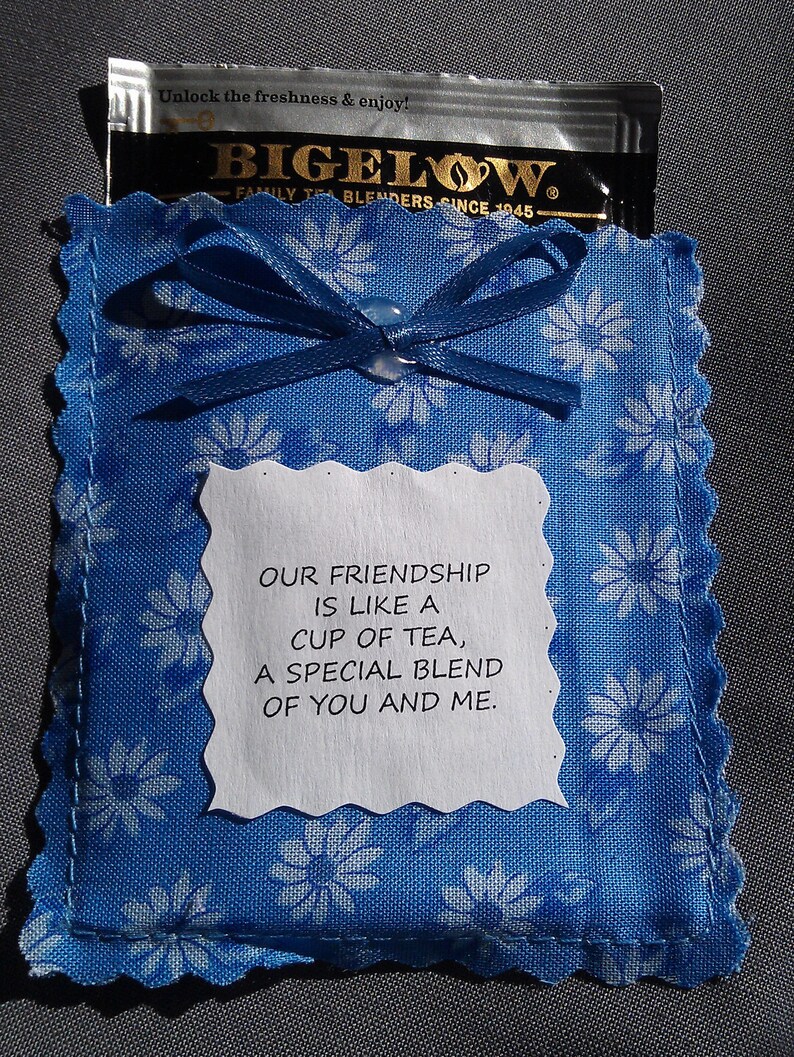 Unlock the freshness & enjoy!
BIGELOW®
FAMILY TEA BLENDERS SINCE 1945
OUR FRIENDSHIP
IS LIKE A
CUP OF TEA,
A SPECIAL BLEND
OF YOU AND ME.